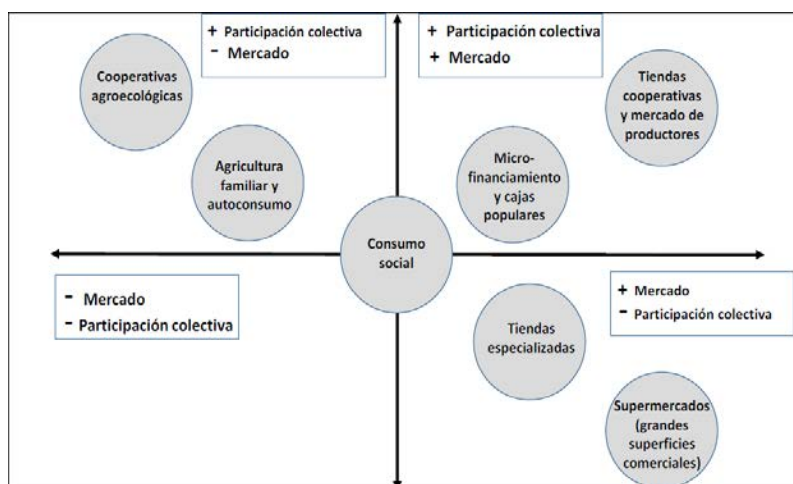 + Participación colectiva
- Mercado
+ Participación colectiva
+ Mercado
Cooperativas
agroecológicas
Tiendas
cooperativas
y mercado de
productores
Agricultura
familiar y
autoconsumo
Micro-
financiamiento
y cajas
populares
Consumo
social
- Mercado
- Participación colectiva
+ Mercado
- Participación colectiva
Tiendas
especializadas
Supermercados
(grandes
superficies
comerciales)